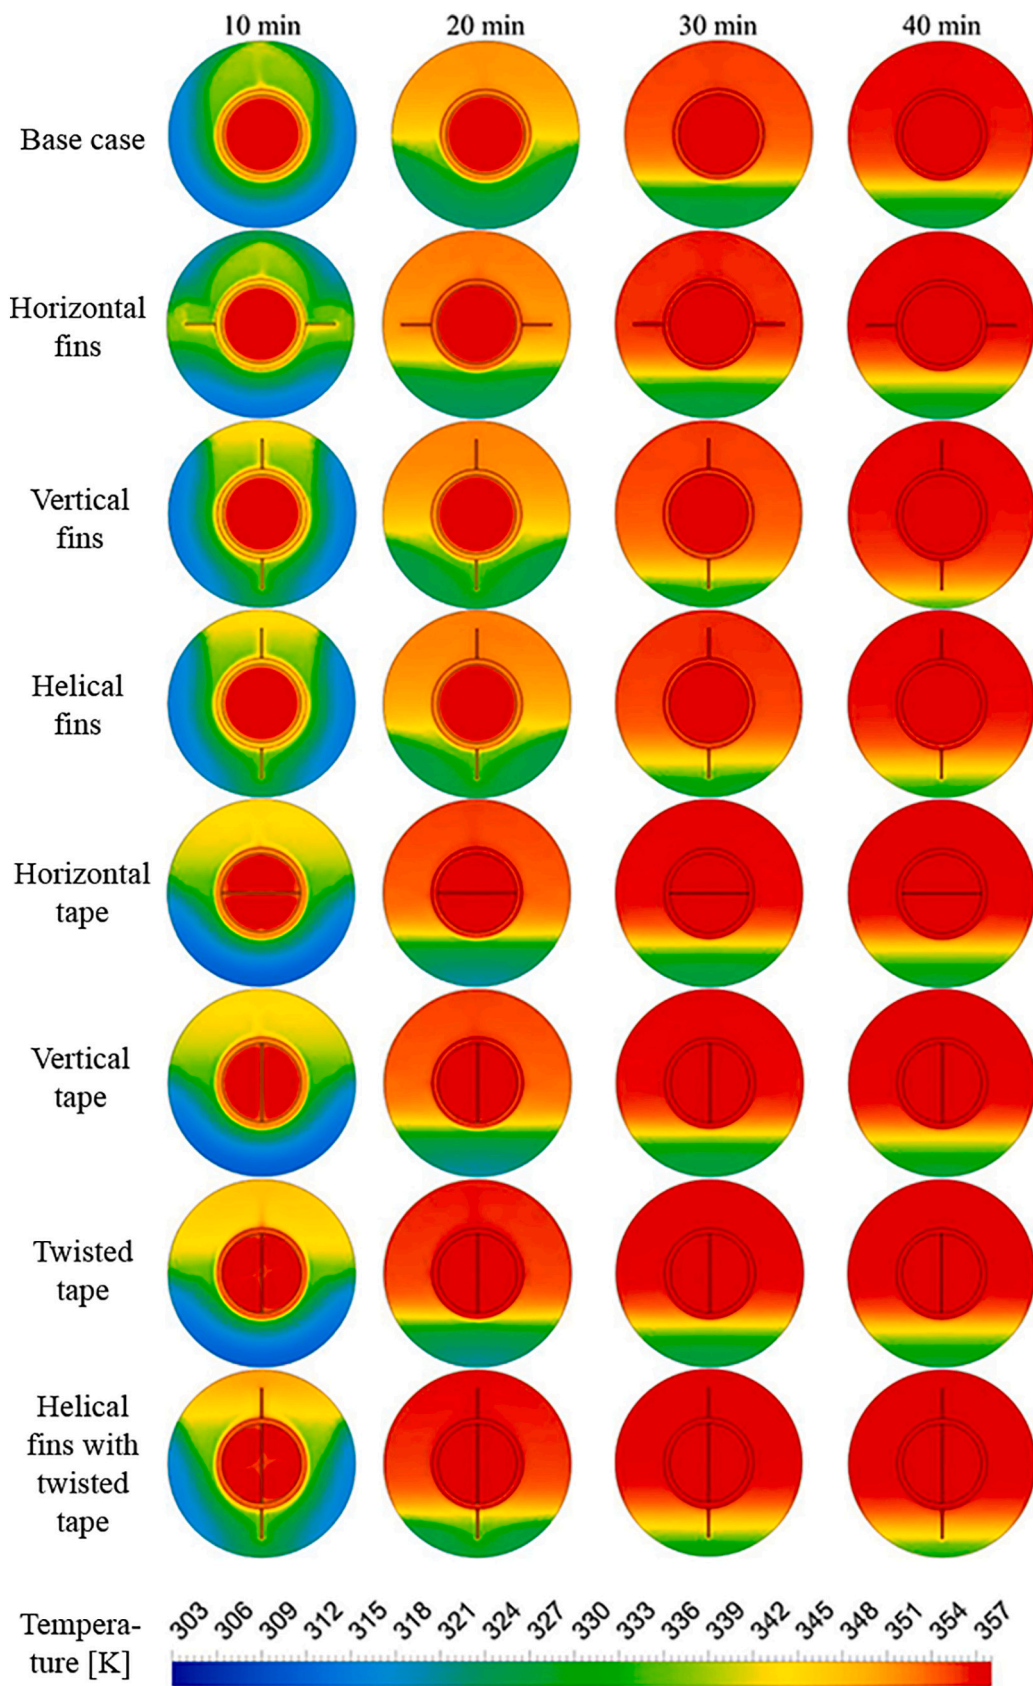 10 min 20 min 30 min 40 min
Base case
Horizontal
fins
Vertical
fins
Helical
fins
Horizontal
tape
Vertical
tape
Twisted
tape
Helical
fins with
twisted
tape
Tempera-
ture [K]
303 306 309 312 315 318 321 324 327 330 333 336 339 342 345 348 351 354 357